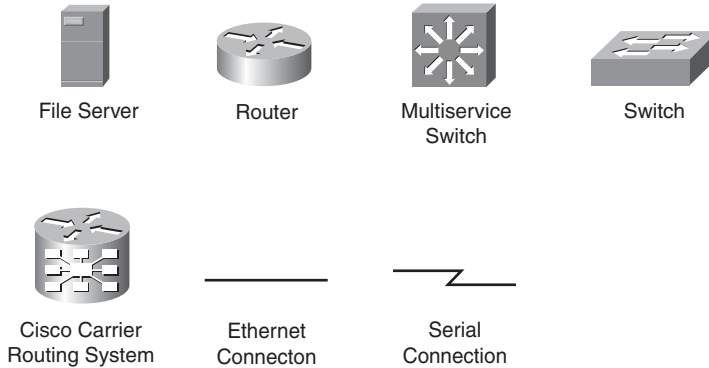 File Server
Router
Multiservice
Switch
Switch
Cisco Carrier
Routing System
Ethernet
Connecton
Serial
Connection